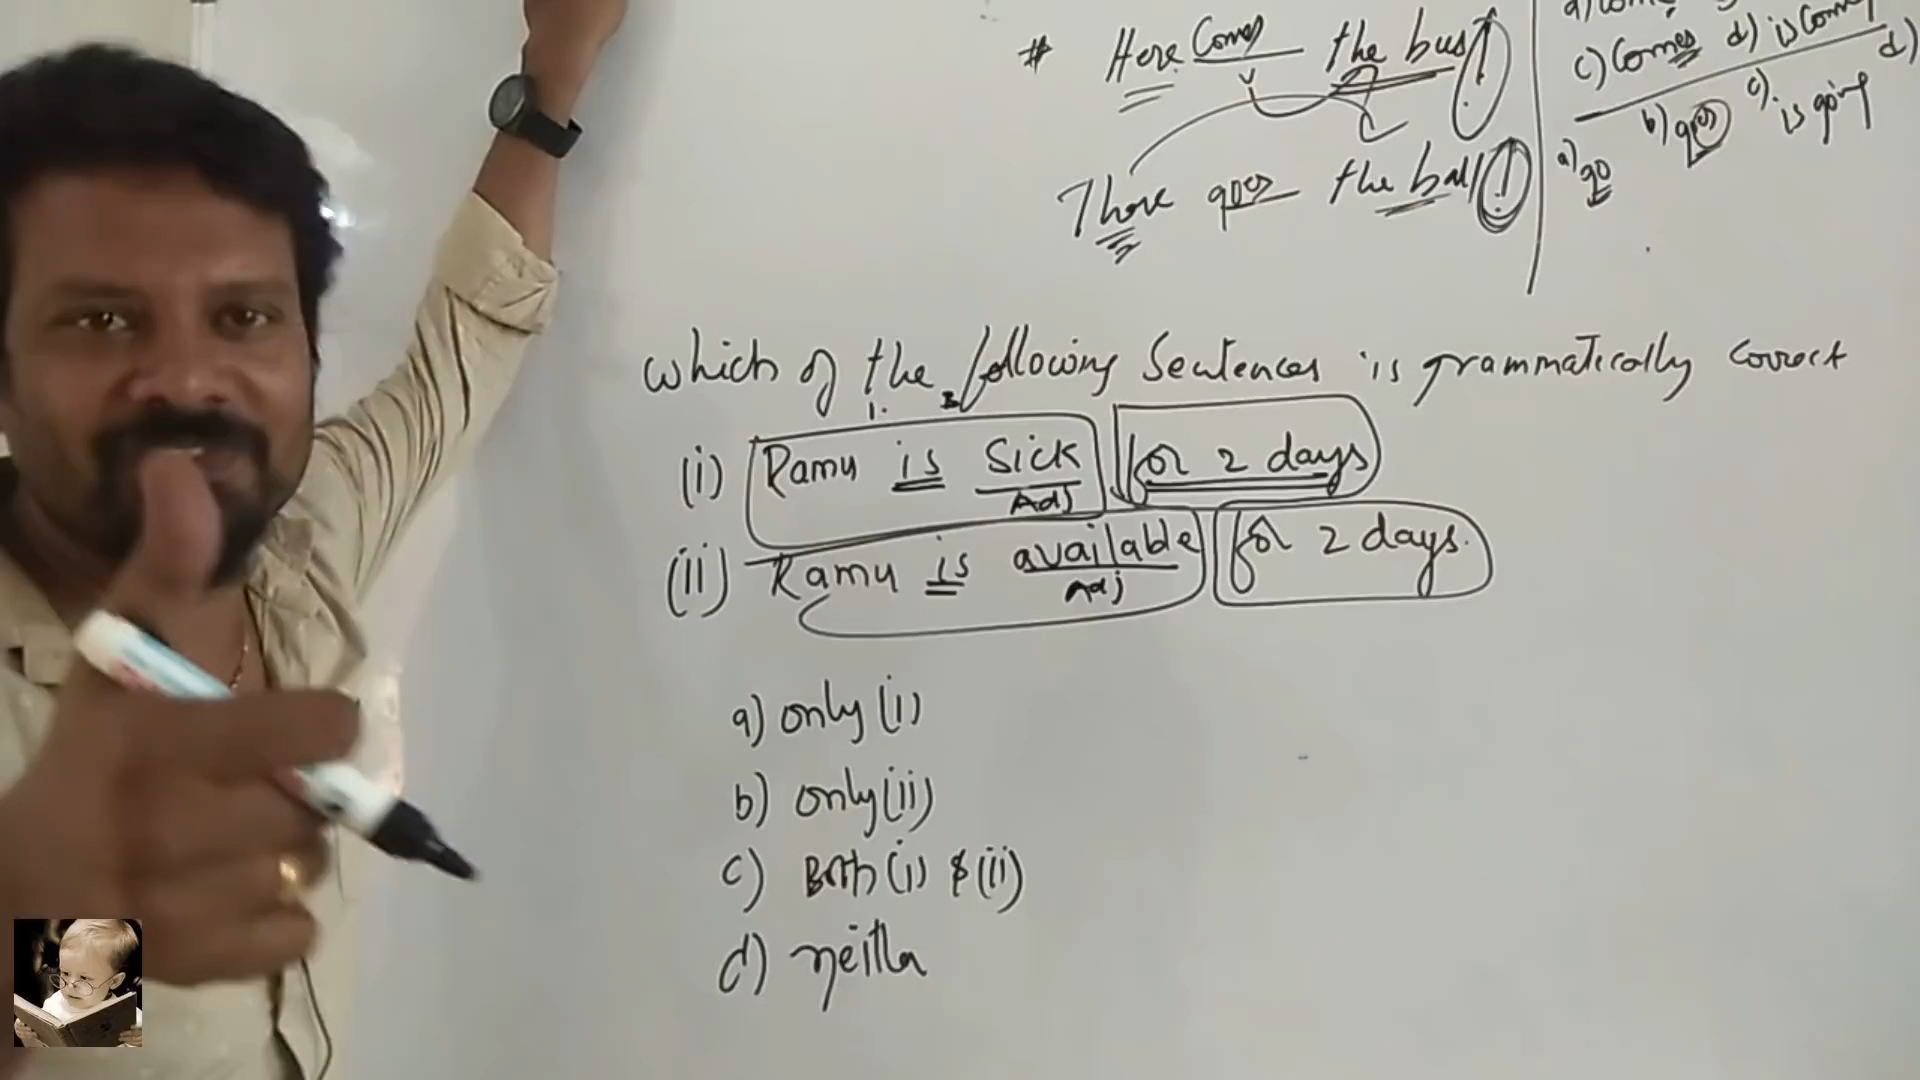 # Here Comes the bus!
V
There goes the ball!
c) Comes d) is Coming
a) go b) goes c) is going d)
Which of the following Sentences is grammatically correct
(i) Ramu is Sick for 2 days
Adj
(ii) Ramu is available for 2 days.
Adj
a) only (i)
b) only (ii)
c) Both (i) & (ii)
d) neither